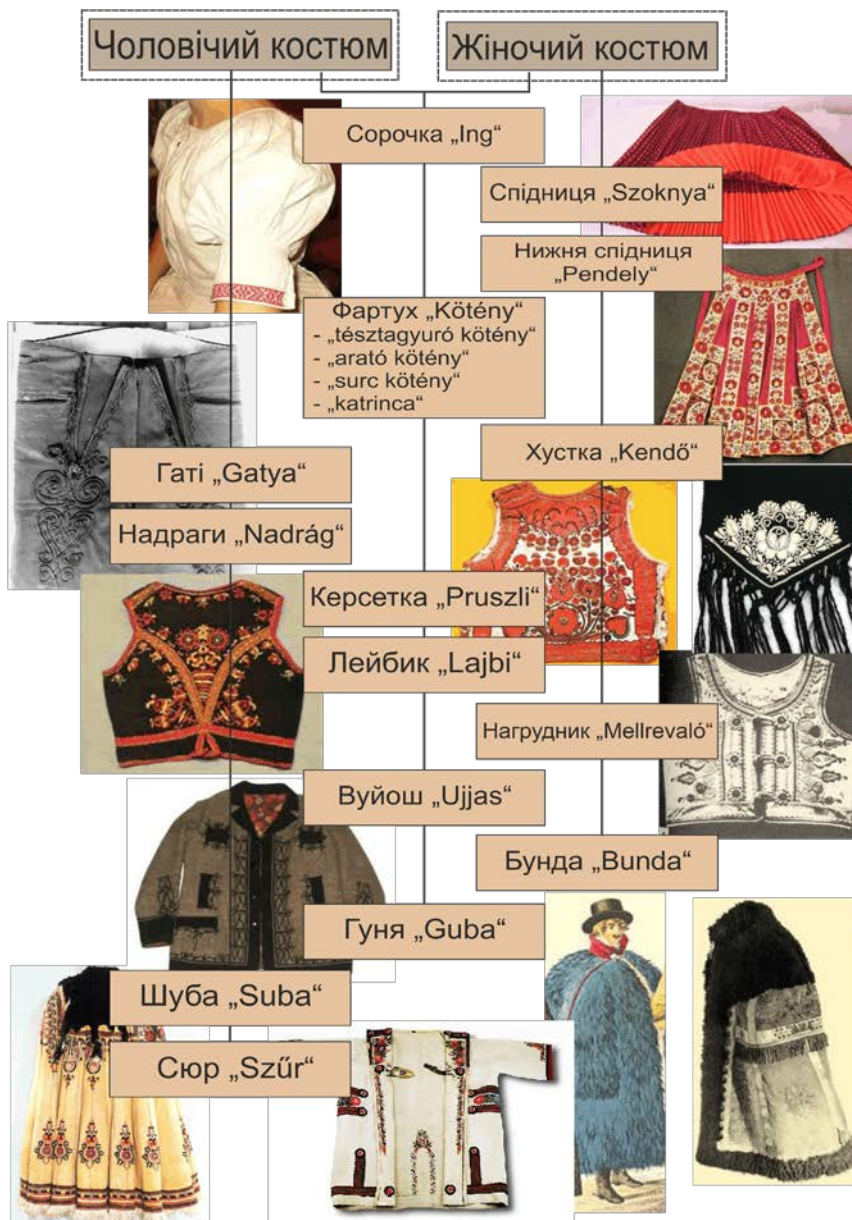 Чоловічий костюм
Жіночий костюм
Сорочка „Ing“
Спідниця „Szoknya“
Нижня спідниця
„Pendely“
Фартух „Kötény“
- „tésztagyuró kötény“
- „arató kötény“
- „surc kötény“
- „katrinca“
Хустка „Kendő“
Гаті „Gatya“
Надраги „Nadrág“
Керсетка „Pruszli“
Лейбик „Lajbi“
Нагрудник „Mellrevaló“
Вуйош „Ujjas“
Бунда „Bunda“
Гуня „Guba“
Шуба „Suba“
Сюр „Szűr“